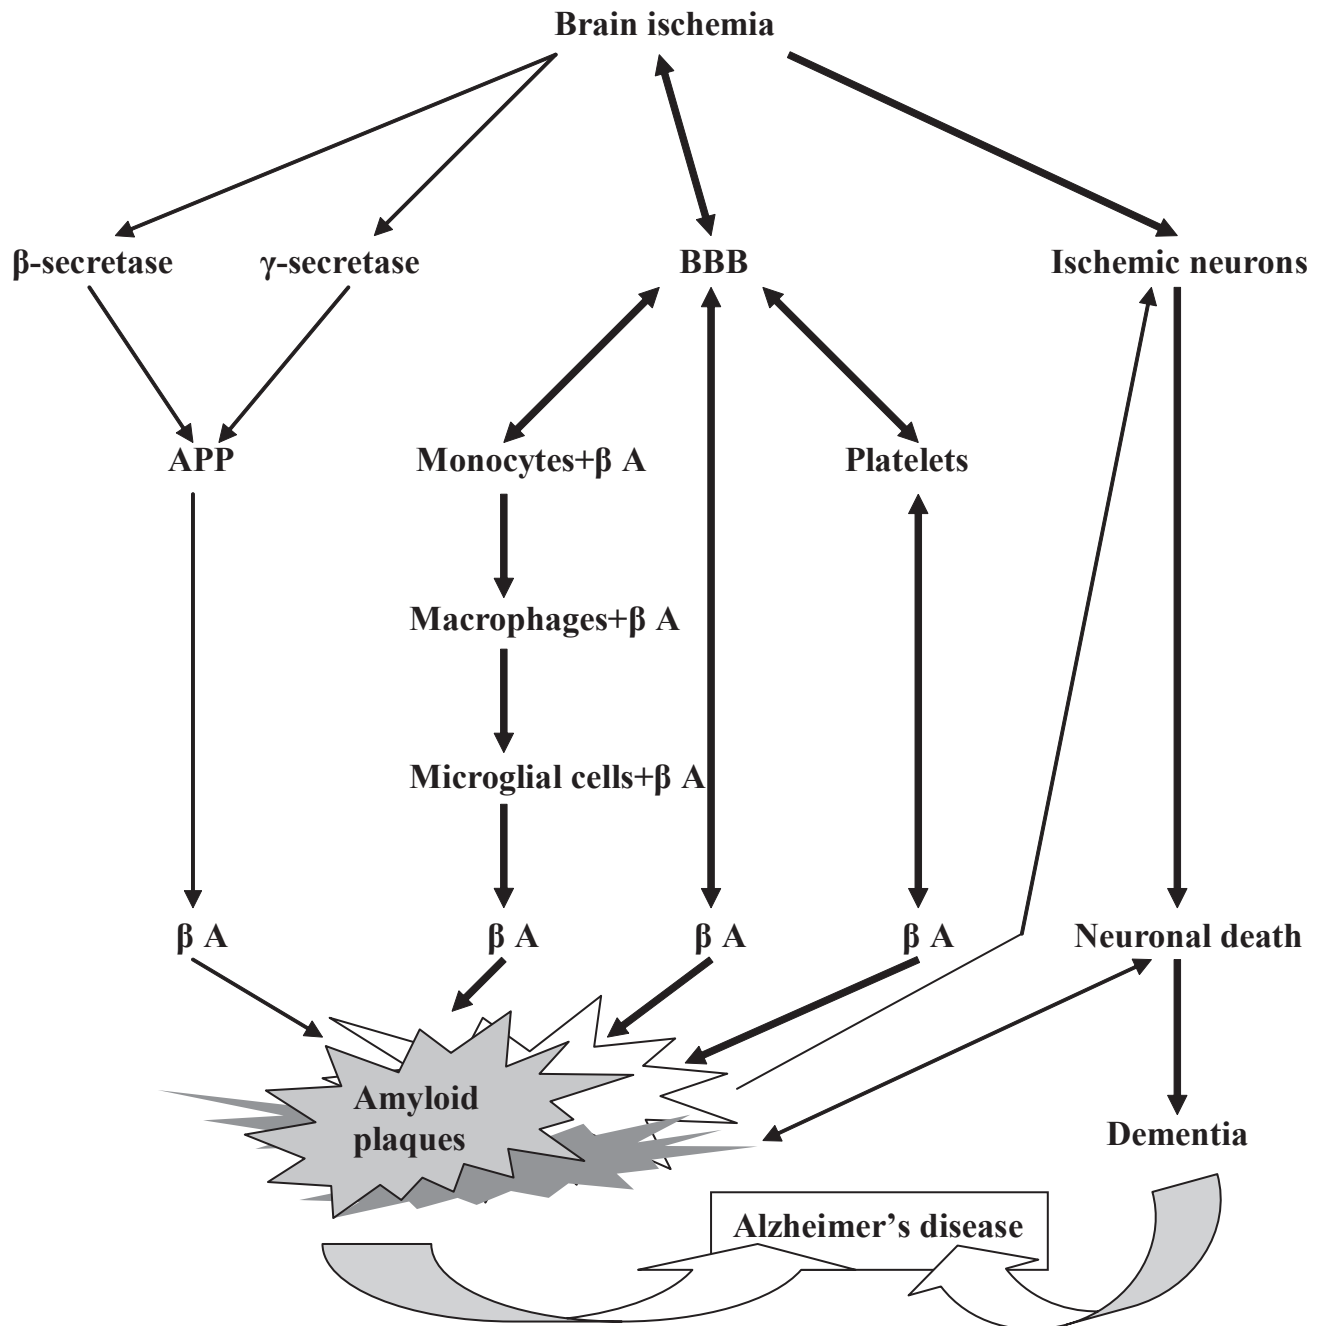 Brain ischemia
β-secretase
γ-secretase
BBB
Ischemic neurons
APP
Monocytes+β A
Platelets
Macrophages+β A
Microglial cells+β A
β A
β A
β A
β A
Neuronal death
Amyloid
plaques
Dementia
Alzheimer’s disease